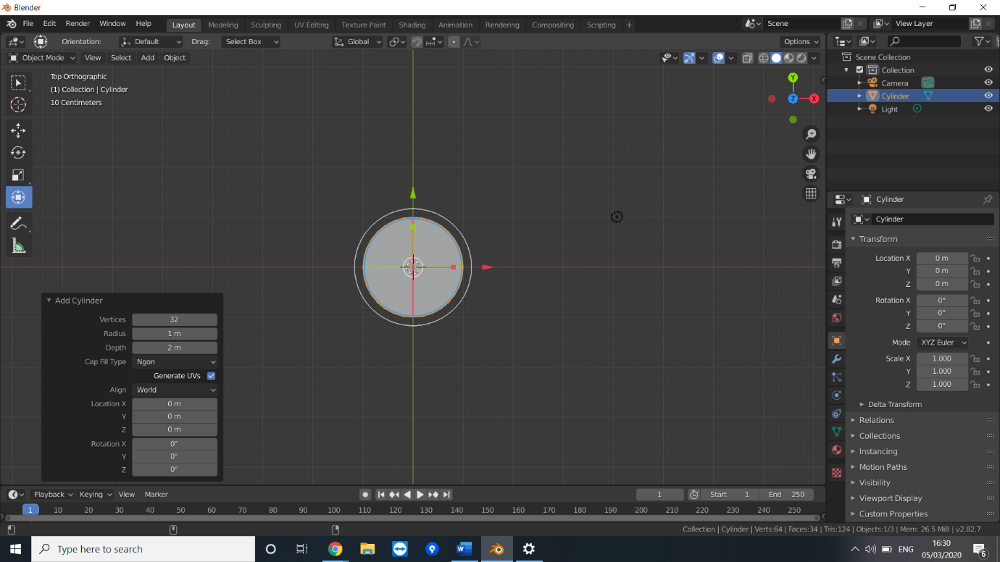 Blender
File Edit Render Window Help Layout Modeling Sculpting UV Editing Texture Paint Shading Animation Rendering Compositing Scripting + Scene View Layer
Orientation: Default Drag: Select Box Global Options
Object Mode View Select Add Object
Top Orthographic
(1) Collection | Cylinder
10 Centimeters
Y
Z X
Scene Collection
Collection
Camera
Cylinder
Light
Cylinder
Cylinder
Transform
Location X 0 m
Y 0 m
Z 0 m
Rotation X 0°
Y 0°
Z 0°
Mode XYZ Euler
Scale X 1.000
Y 1.000
Z 1.000
Delta Transform
Relations
Collections
Instancing
Motion Paths
Visibility
Viewport Display
Custom Properties
Add Cylinder
Vertices 32
Radius 1 m
Depth 2 m
Cap Fill Type Ngon
Generate UVs
Align World
Location X 0 m
Y 0 m
Z 0 m
Rotation X 0°
Y 0°
Z 0°
Playback Keying View Marker 1 Start 1 End 250
1 10 20 30 40 50 60 70 80 90 100 110 120 130 140 150 160 170 180 190 200 210 220 230 240 250
Collection | Cylinder | Verts:64 | Faces:34 | Tris:124 | Objects:1/3 | Mem: 26.5 MiB | v2.82.7
Type here to search
ENG
16:30
05/03/2020
6